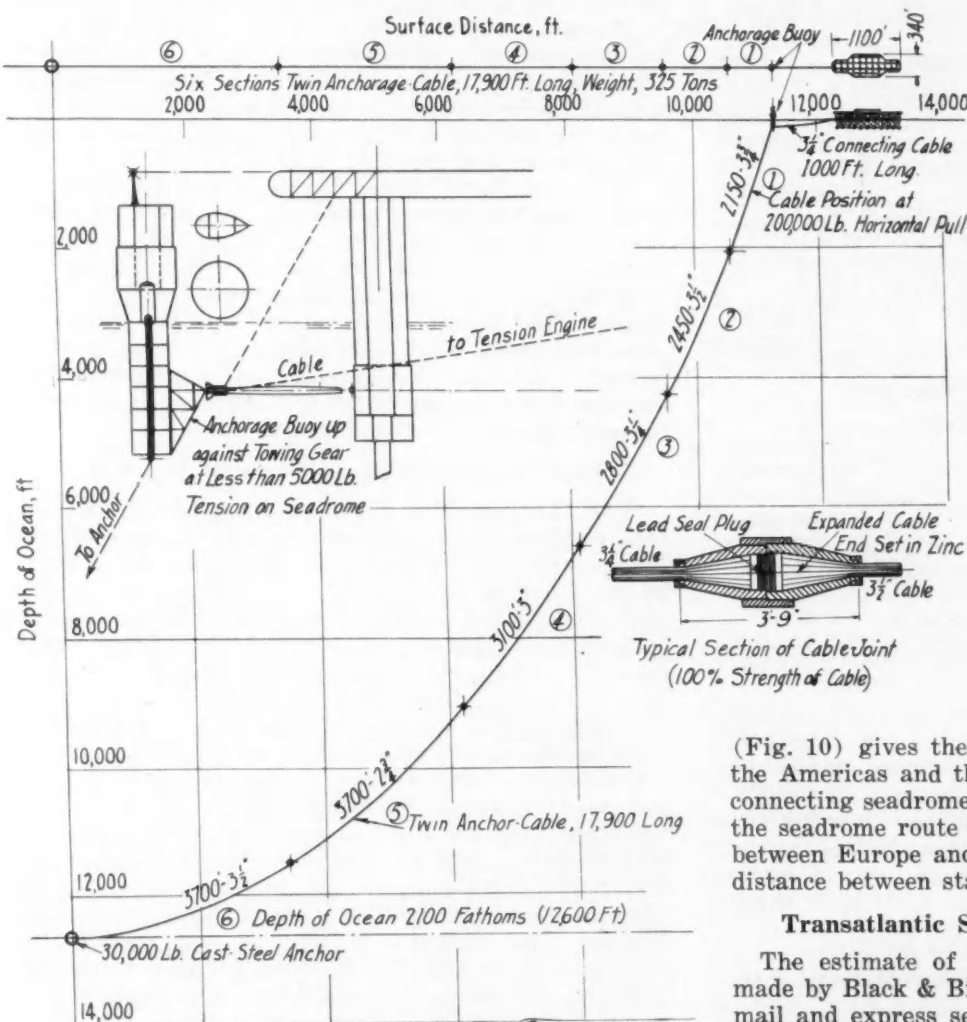 Surface Distance, ft.
⑥ ⑤ ④ ③ ② ①
Anchorage Buoy
1100'
340'
Six Sections Twin Anchorage-Cable, 17,900 Ft. Long, Weight, 325 Tons
2,000 4,000 6,000 8,000 10,000 12,000 14,000
3¼" Connecting Cable
1000 Ft. Long.
①
Cable Position at
200,000 Lb. Horizontal Pull
2150'-3¾"
2,000
2450'-3½"
②
to Tension Engine
Cable
4,000
Anchorage Buoy up
against Towing Gear
at Less than 5000 Lb.
Tension on Seadrome
To Anchor
2800'-3¼"
③
Depth of Ocean, ft
6,000
Lead Seal Plug
Expanded Cable
End Set in Zinc
3¼" Cable
3½" Cable
3'-9"
Typical Section of Cable Joint
(100% Strength of Cable)
3100'-3"
④
8,000
10,000
3700'-2¾"
⑤ Twin Anchor-Cable, 17,900 Long
12,000
3700'-3½"
⑥ Depth of Ocean 2100 Fathoms (12,600 Ft)
30,000 Lb. Cast-Steel Anchor
14,000
(Fig. 10) gives the
the Americas and th
connecting seadrome
the seadrome route
between Europe and
distance between sta
Transatlantic S
The estimate of
made by Black & Bi
mail and express se